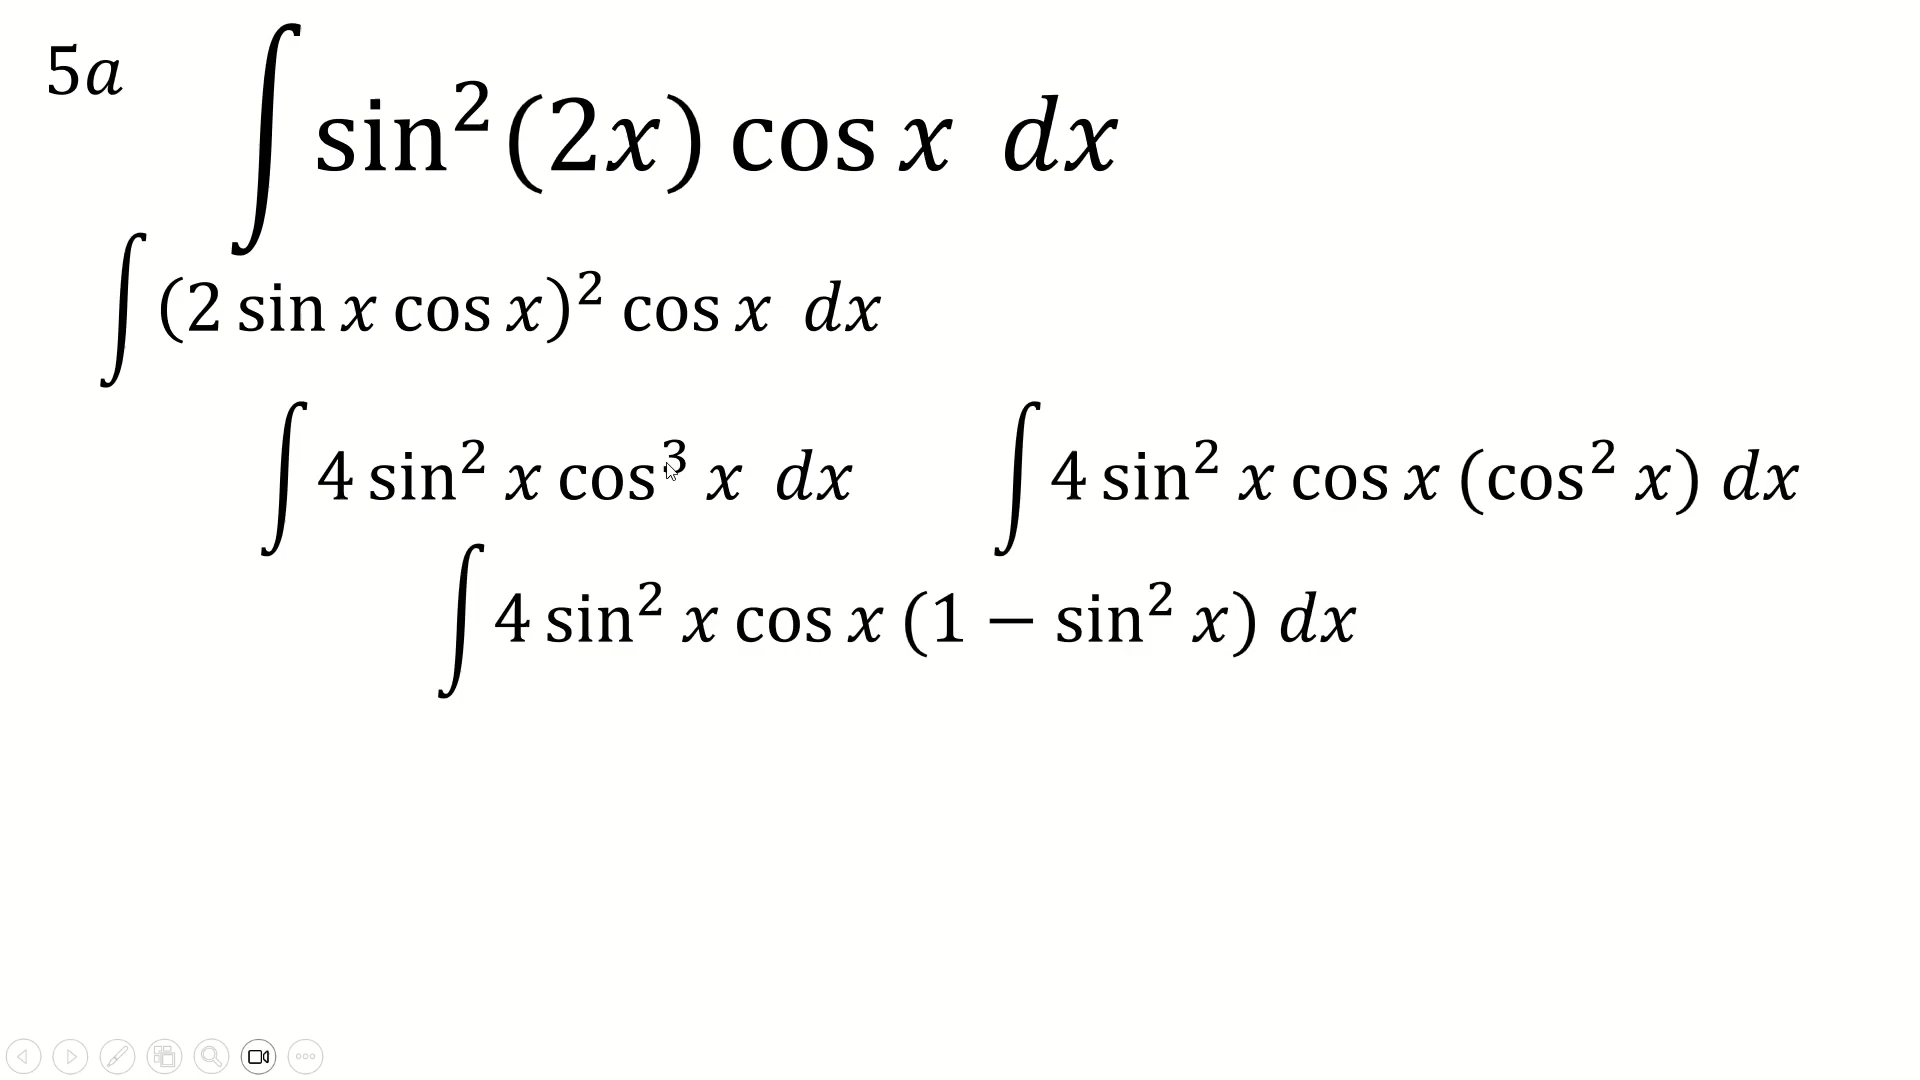 5a ∫ sin²(2x) cos x dx
∫ (2 sin x cos x)² cos x dx
∫ 4 sin² x cos³ x dx ∫ 4 sin² x cos x (cos² x) dx
∫ 4 sin² x cos x (1 − sin² x) dx